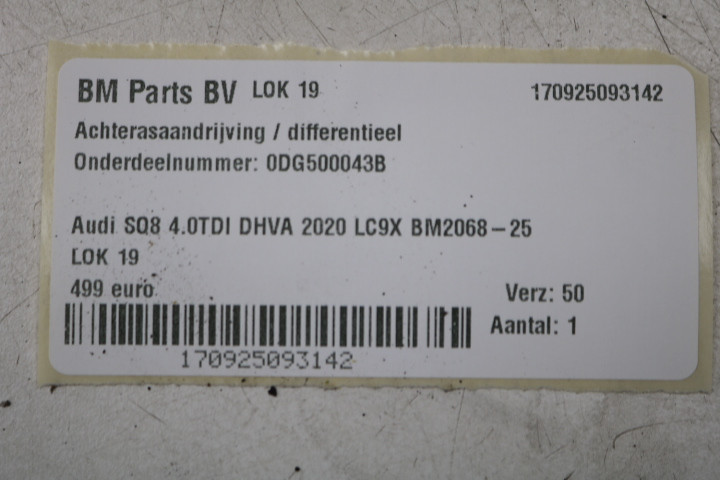 BM Parts BV LOK 19 170925093142
Achterasaandrijving / differentieel
Onderdeelnummer: 0DG500043B
Audi SQ8 4.0TDI DHVA 2020 LC9X BM2068-25
LOK 19
499 euro
Verz: 50
Aantal: 1
170925093142